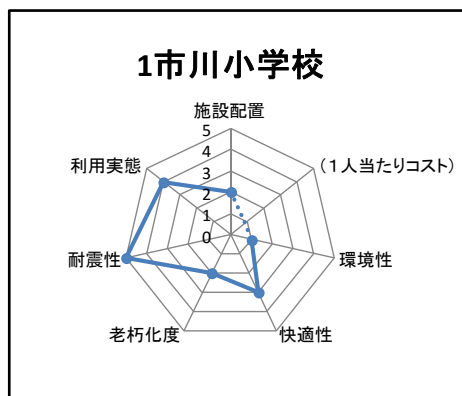 1市川小学校
施設配置
(１人当たりコスト)
環境性
快適性
老朽化度
耐震性
利用実態
5
4
3
2
1
0